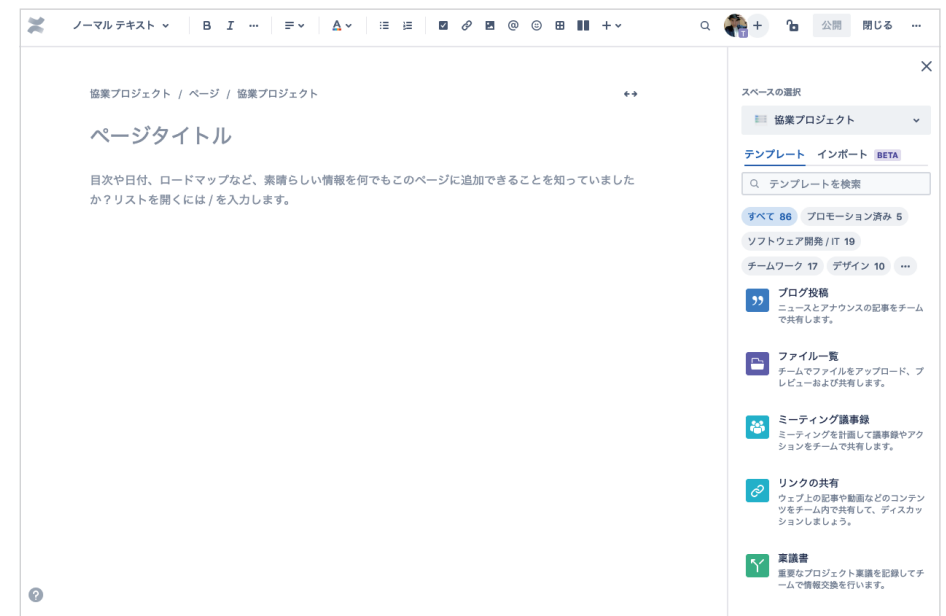 ノーマル テキスト
B I ...
A
@
公開 閉じる ...
協業プロジェクト / ページ / 協業プロジェクト
ページタイトル
目次や日付、ロードマップなど、素晴らしい情報を何でもこのページに追加できることを知っていました
か？リストを開くには / を入力します。
スペースの選択
協業プロジェクト
テンプレート インポート BETA
テンプレートを検索
すべて 86 プロモーション済み 5
ソフトウェア開発 / IT 19
チームワーク 17 デザイン 10 ...
ブログ投稿
ニュースとアナウンスの記事をチーム
で共有します。
ファイル一覧
チームでファイルをアップロード、プ
レビューおよび共有します。
ミーティング議事録
ミーティングを計画して議事録やアク
ションをチームで共有します。
リンクの共有
ウェブ上の記事や動画などのコンテン
ツをチーム内で共有して、ディスカッ
ションしましょう。
稟議書
重要なプロジェクト稟議を記録してチ
ームで情報交換を行います。